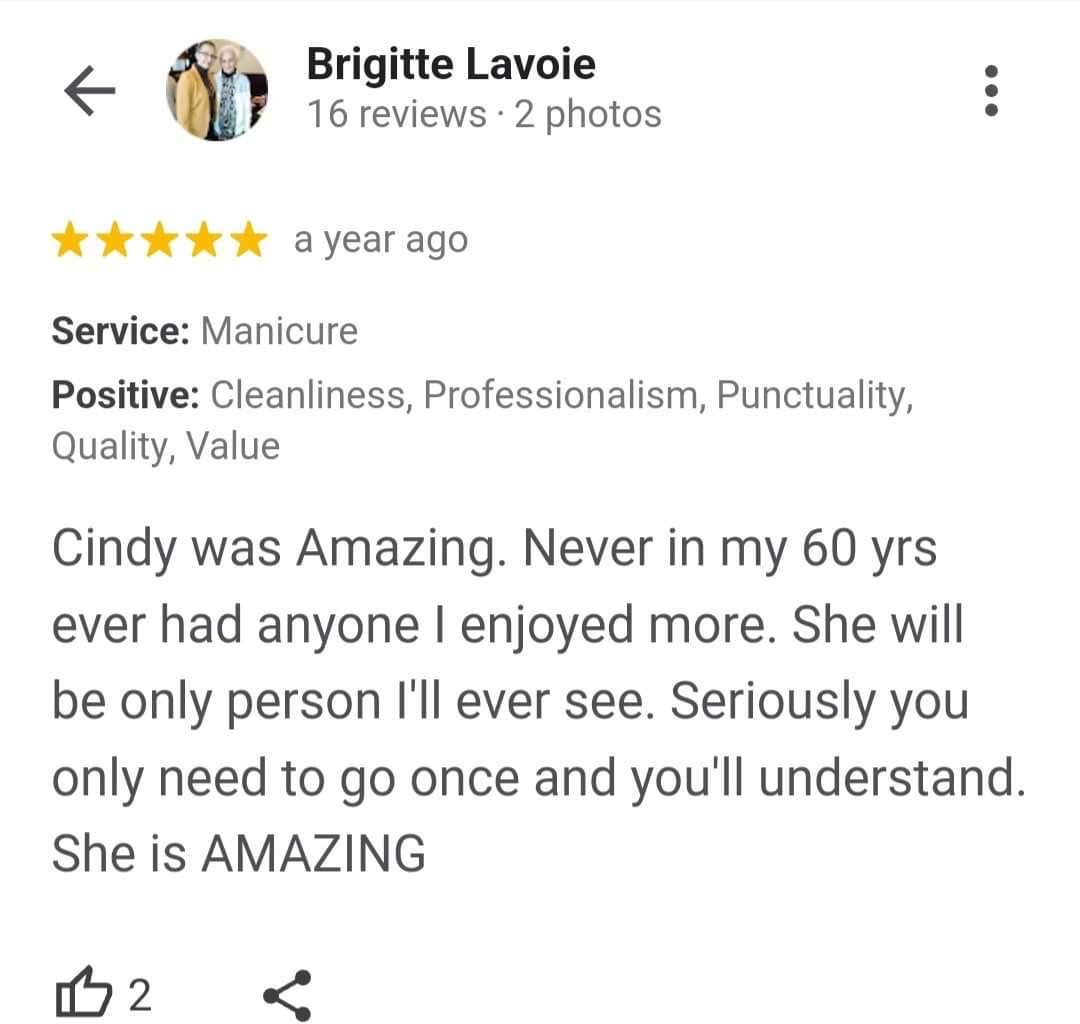 Brigitte Lavoie
16 reviews · 2 photos
a year ago
Service: Manicure
Positive: Cleanliness, Professionalism, Punctuality,
Quality, Value
Cindy was Amazing. Never in my 60 yrs
ever had anyone I enjoyed more. She will
be only person I'll ever see. Seriously you
only need to go once and you'll understand.
She is AMAZING
2